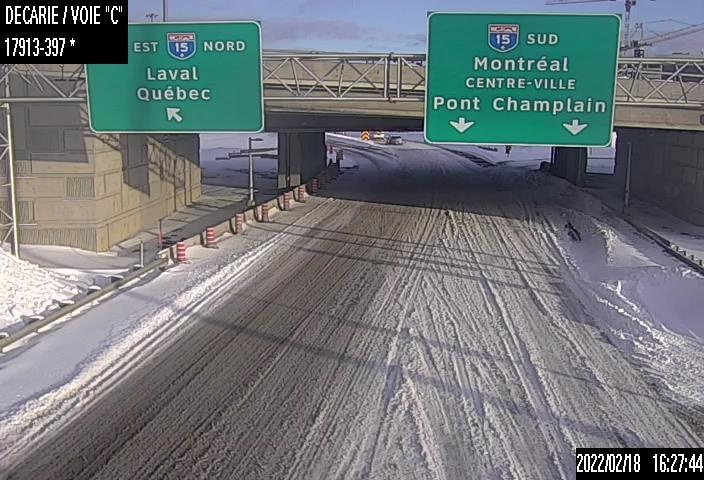 DECARIE / VOIE "C"
17913-397 *
EST 15 NORD
Laval
Québec
15 SUD
Montréal
CENTRE-VILLE
Pont Champlain
2022/02/18 16:27:44